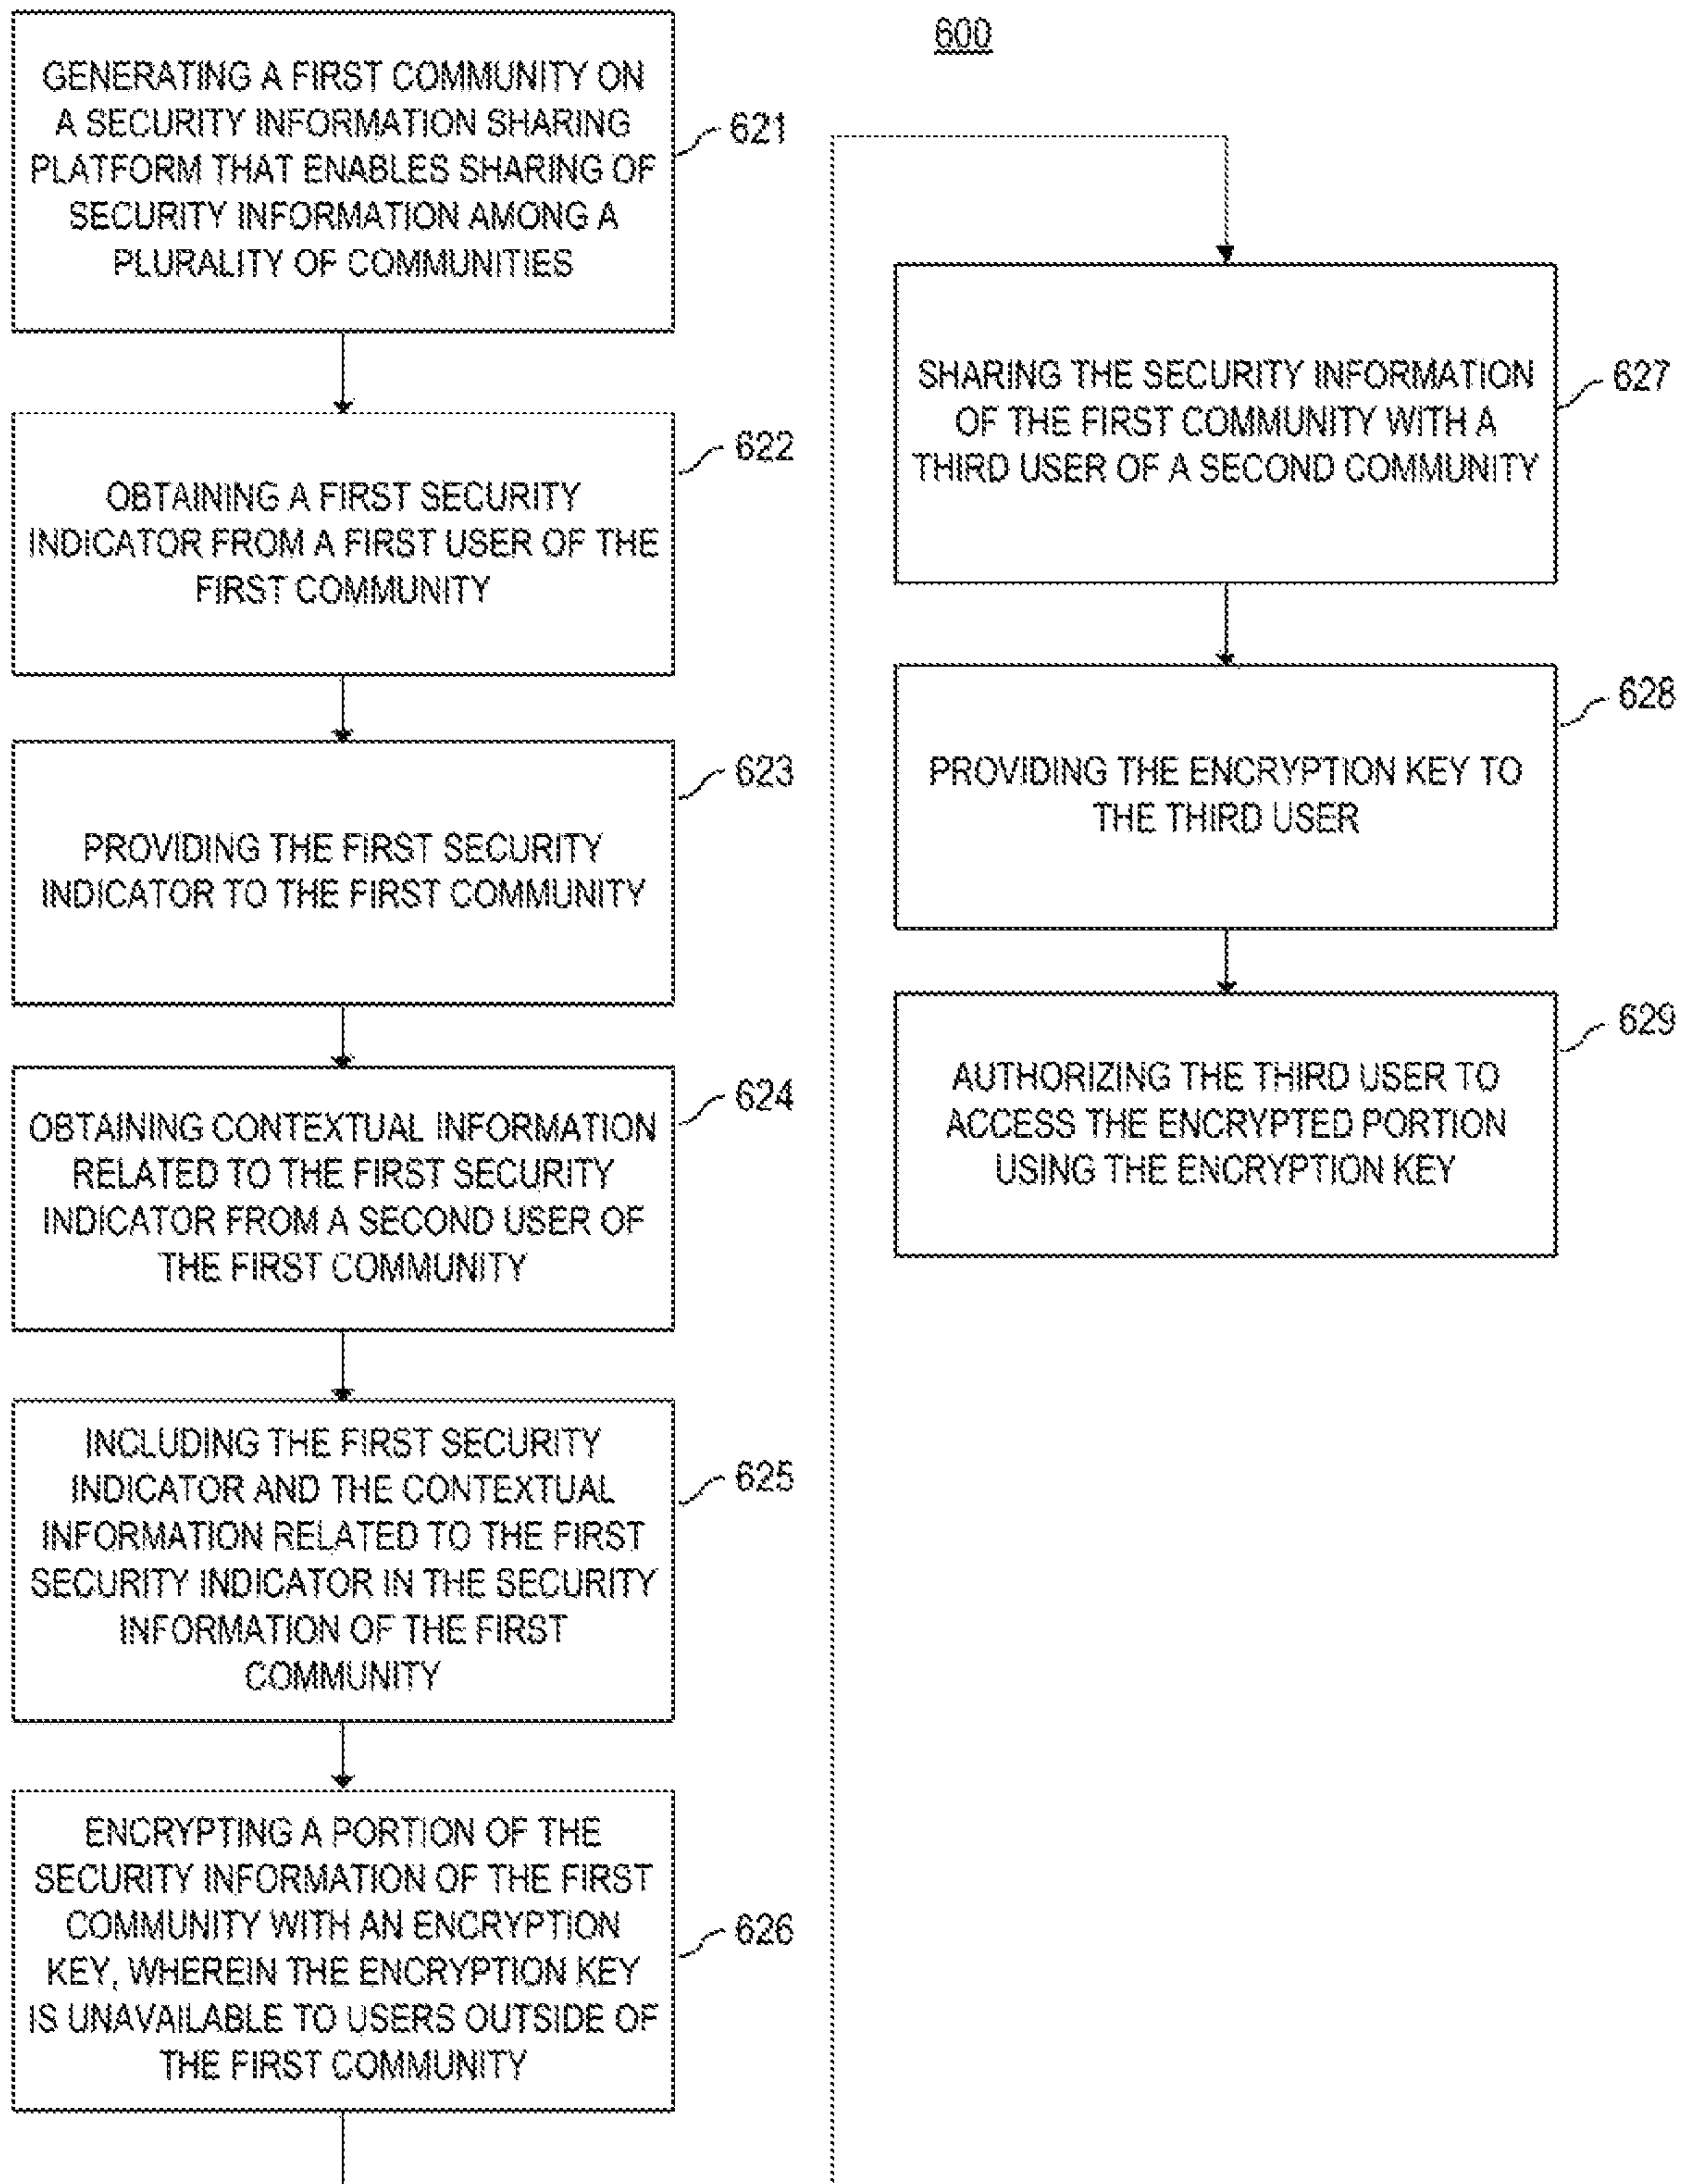 600
GENERATING A FIRST COMMUNITY ON
A SECURITY INFORMATION SHARING
PLATFORM THAT ENABLES SHARING OF
SECURITY INFORMATION AMONG A
PLURALITY OF COMMUNITIES
621
OBTAINING A FIRST SECURITY
INDICATOR FROM A FIRST USER OF THE
FIRST COMMUNITY
622
PROVIDING THE FIRST SECURITY
INDICATOR TO THE FIRST COMMUNITY
623
OBTAINING CONTEXTUAL INFORMATION
RELATED TO THE FIRST SECURITY
INDICATOR FROM A SECOND USER OF
THE FIRST COMMUNITY
624
INCLUDING THE FIRST SECURITY
INDICATOR AND THE CONTEXTUAL
INFORMATION RELATED TO THE FIRST
SECURITY INDICATOR IN THE SECURITY
INFORMATION OF THE FIRST
COMMUNITY
625
ENCRYPTING A PORTION OF THE
SECURITY INFORMATION OF THE FIRST
COMMUNITY WITH AN ENCRYPTION
KEY, WHEREIN THE ENCRYPTION KEY
IS UNAVAILABLE TO USERS OUTSIDE OF
THE FIRST COMMUNITY
626
SHARING THE SECURITY INFORMATION
OF THE FIRST COMMUNITY WITH A
THIRD USER OF A SECOND COMMUNITY
627
PROVIDING THE ENCRYPTION KEY TO
THE THIRD USER
628
AUTHORIZING THE THIRD USER TO
ACCESS THE ENCRYPTED PORTION
USING THE ENCRYPTION KEY
629